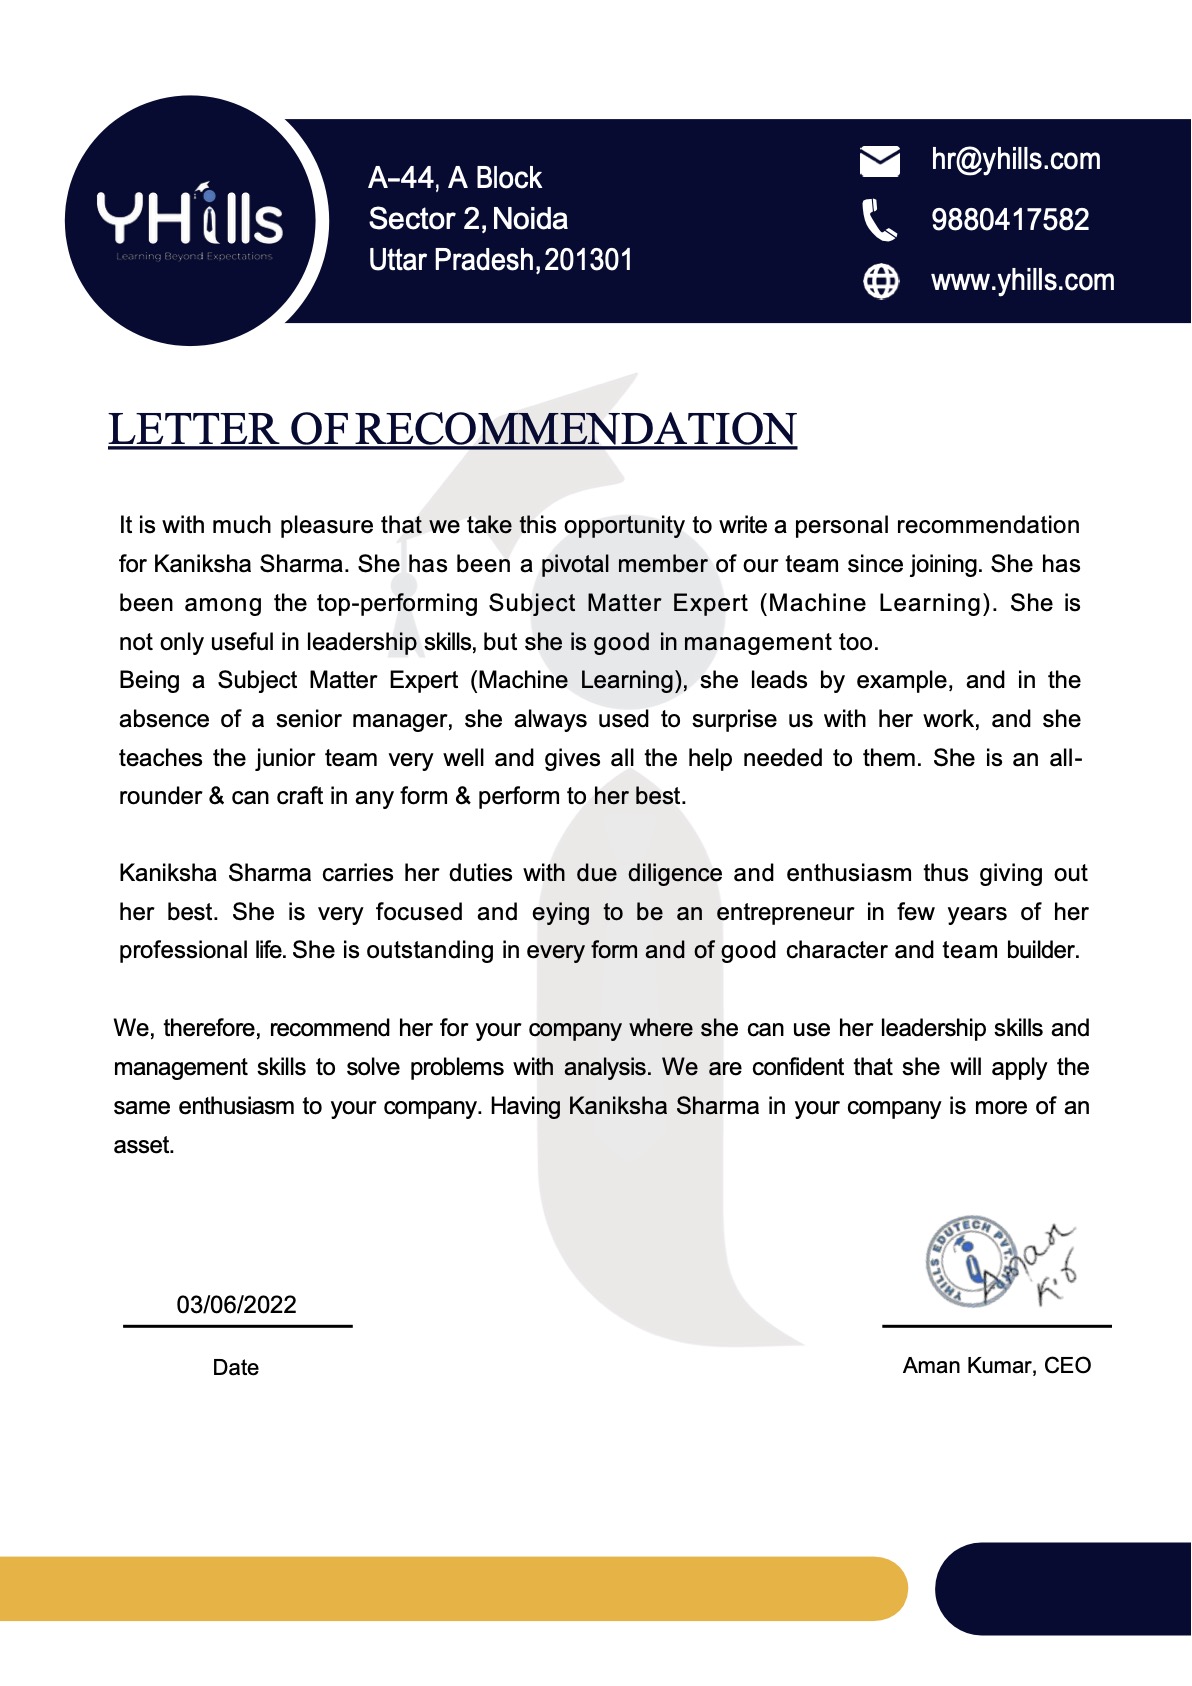 YHills
Learning Beyond Expectations
A-44, A Block
Sector 2, Noida
Uttar Pradesh, 201301
hr@yhills.com
9880417582
www.yhills.com
LETTER OF RECOMMENDATION
It is with much pleasure that we take this opportunity to write a personal recommendation
for Kaniksha Sharma. She has been a pivotal member of our team since joining. She has
been among the top-performing Subject Matter Expert (Machine Learning). She is
not only useful in leadership skills, but she is good in management too.
Being a Subject Matter Expert (Machine Learning), she leads by example, and in the
absence of a senior manager, she always used to surprise us with her work, and she
teaches the junior team very well and gives all the help needed to them. She is an all-
rounder & can craft in any form & perform to her best.
Kaniksha Sharma carries her duties with due diligence and enthusiasm thus giving out
her best. She is very focused and eying to be an entrepreneur in few years of her
professional life. She is outstanding in every form and of good character and team builder.
We, therefore, recommend her for your company where she can use her leadership skills and
management skills to solve problems with analysis. We are confident that she will apply the
same enthusiasm to your company. Having Kaniksha Sharma in your company is more of an
asset.
YHILLS EDUTECH PVT.
Aman
03/06/2022
Date
Aman Kumar, CEO